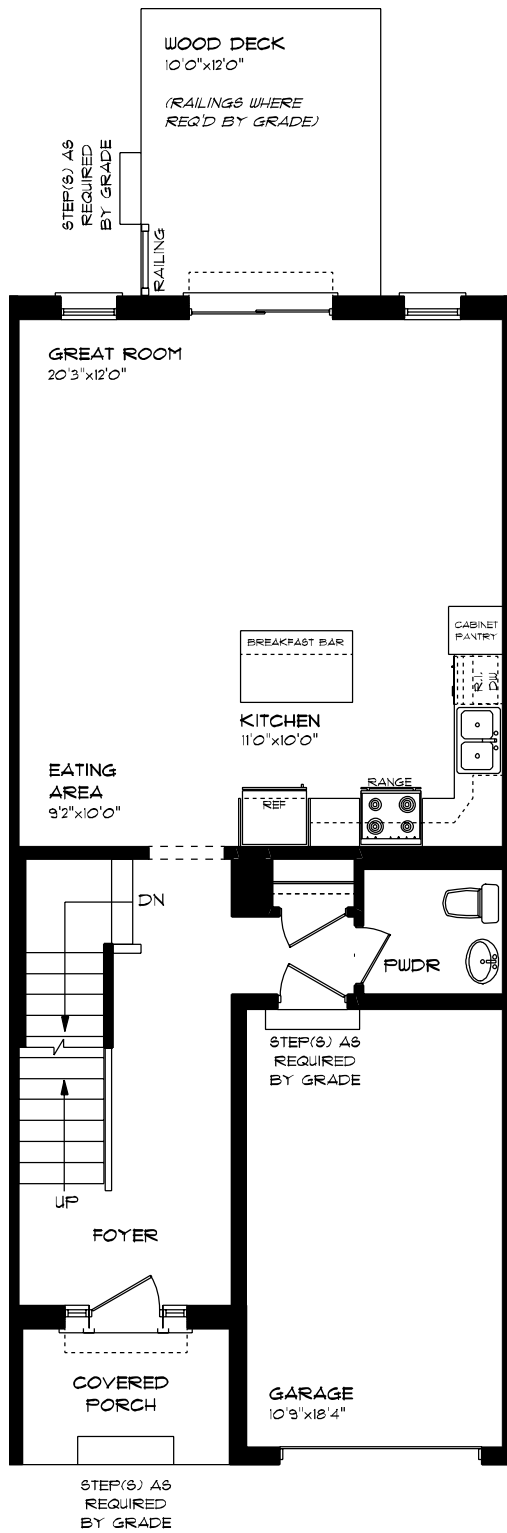 WOOD DECK
10'0"x12'0"
(RAILINGS WHERE
REQ'D BY GRADE)
STEP(S) AS
REQUIRED
BY GRADE
RAILING
GREAT ROOM
20'3"x12'0"
CABINET
PANTRY
BREAKFAST BAR
R.I.
DW
KITCHEN
11'0"x10'0"
EATING
AREA
9'2"x10'0"
RANGE
REF
DN
PWDR
STEP(S) AS
REQUIRED
BY GRADE
UP
FOYER
COVERED
PORCH
GARAGE
10'9"x18'4"
STEP(S) AS
REQUIRED
BY GRADE